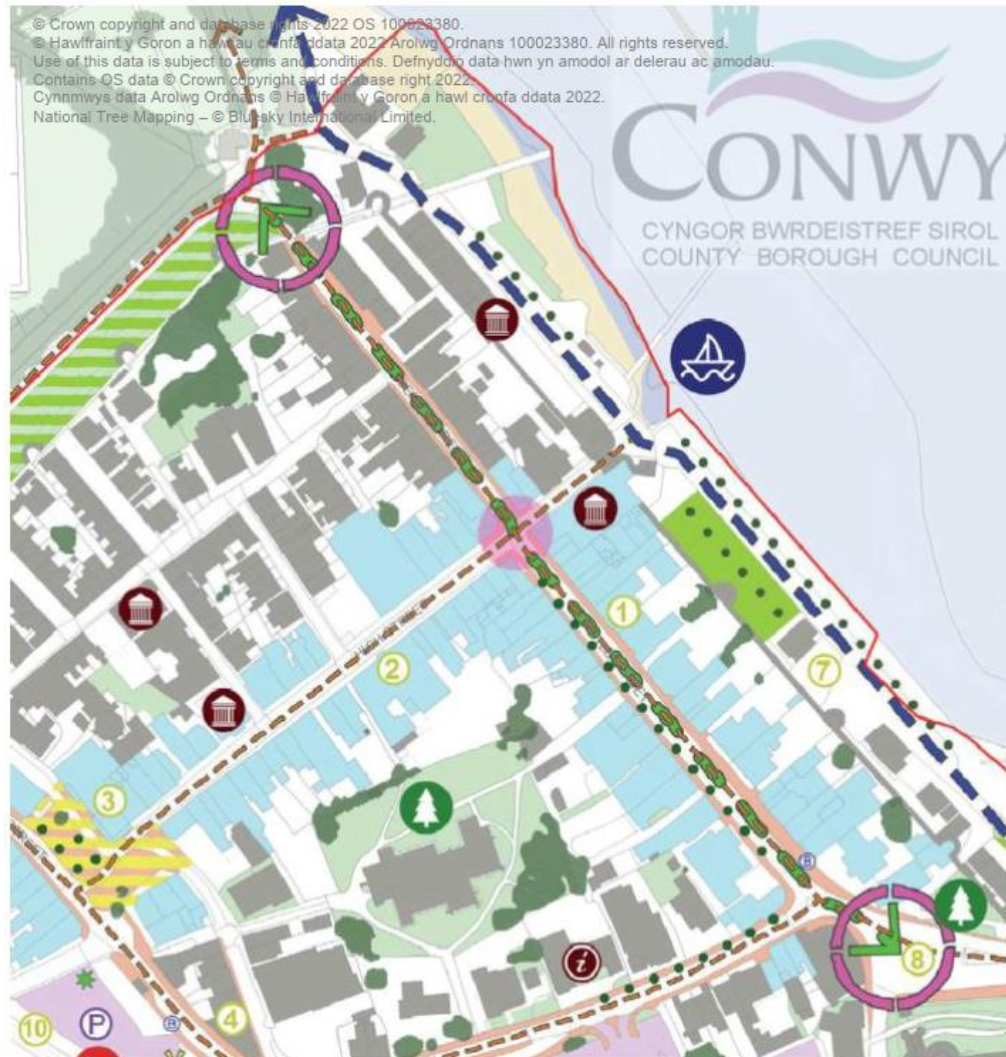 © Crown copyright and database rights 2022 OS 100023380.
© Hawlfraint y Goron a hawliau cronfa ddata 2022 Arolwg Ordnans 100023380. All rights reserved.
Use of this data is subject to terms and conditions. Defnyddio data hwn yn amodol ar delerau ac amodau.
Contains OS data © Crown copyright and database right 2022.
Cynnmwys data Arolwg Ordnans © Hawlfraint y Goron a hawl cronfa ddata 2022.
National Tree Mapping – © Bluesky International Limited.
CONWY
CYNGOR BWRDEISTREF SIROL
COUNTY BOROUGH COUNCIL
1
2
7
3
B
i
8
4
10
P
B